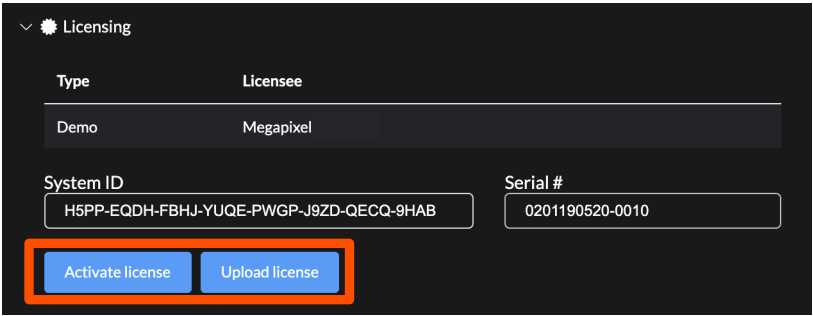 Licensing
Type Licensee
Demo Megapixel
System ID Serial #
H5PP-EQDH-FBHJ-YUQE-PWGP-J9ZD-QECQ-9HAB 0201190520-0010
Activate license Upload license